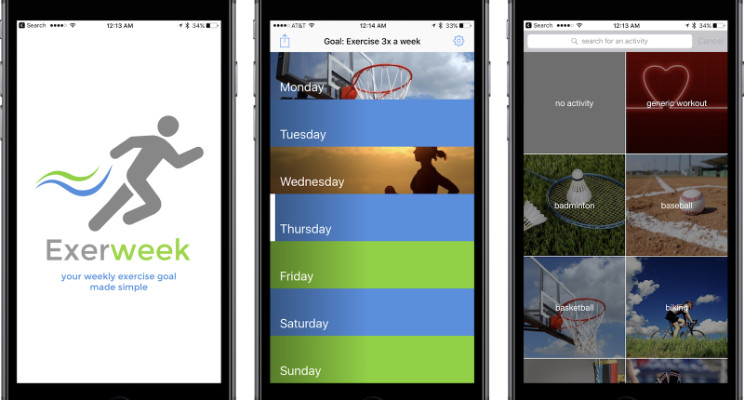 Search 12:13 AM 34%
Exerweek
your weekly exercise goal
made simple
AT&T 12:14 AM 33%
Goal: Exercise 3x a week
Monday
Tuesday
Wednesday
Thursday
Friday
Saturday
Sunday
Search 12:13 AM 34%
search for an activity Cancel
no activity generic workout
badminton baseball
basketball biking